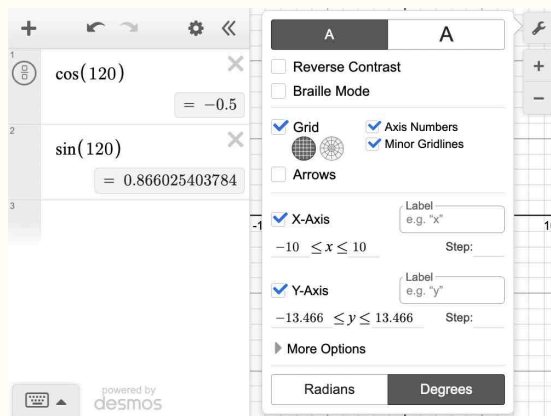 1
cos(120)
= −0.5
2
sin(120)
= 0.866025403784
3
powered by
desmos
A
A
Reverse Contrast
Braille Mode
Grid
Axis Numbers
Minor Gridlines
Arrows
X-Axis
Label
e.g. "x"
−10 ≤ x ≤ 10
Step:
Y-Axis
Label
e.g. "y"
−13.466 ≤ y ≤ 13.466
Step:
More Options
Radians
Degrees